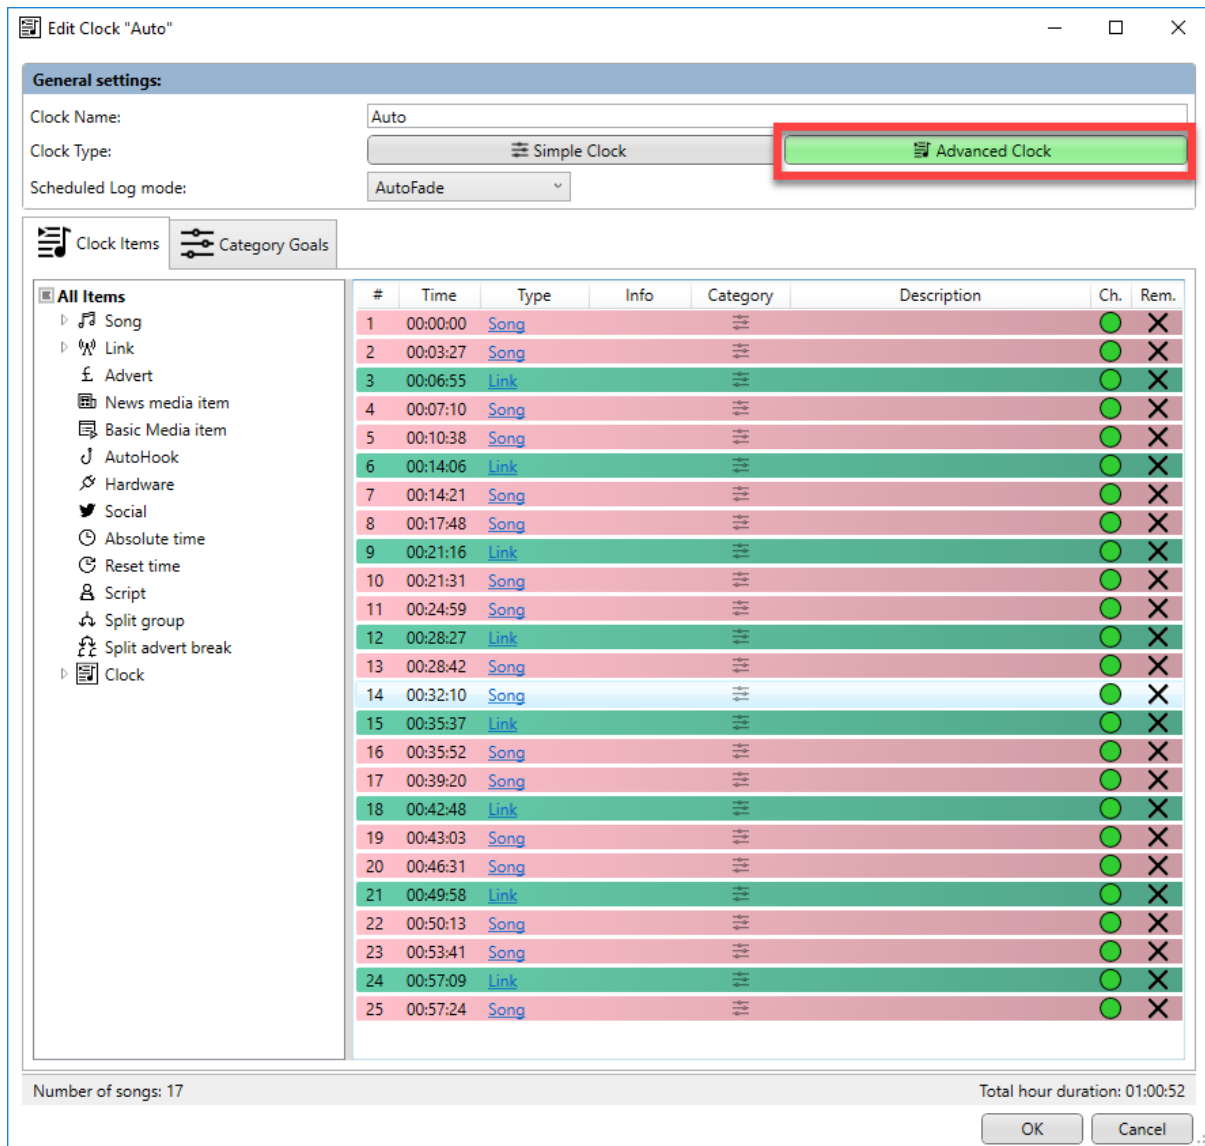 Edit Clock "Auto"
General settings:
Clock Name: Auto
Clock Type: Simple Clock Advanced Clock
Scheduled Log mode: AutoFade
Clock Items Category Goals
All Items
Song
Link
£ Advert
News media item
Basic Media item
AutoHook
Hardware
Social
Absolute time
Reset time
Script
Split group
Split advert break
Clock
# Time Type Info Category Description Ch. Rem.
1 00:00:00 Song
2 00:03:27 Song
3 00:06:55 Link
4 00:07:10 Song
5 00:10:38 Song
6 00:14:06 Link
7 00:14:21 Song
8 00:17:48 Song
9 00:21:16 Link
10 00:21:31 Song
11 00:24:59 Song
12 00:28:27 Link
13 00:28:42 Song
14 00:32:10 Song
15 00:35:37 Link
16 00:35:52 Song
17 00:39:20 Song
18 00:42:48 Link
19 00:43:03 Song
20 00:46:31 Song
21 00:49:58 Link
22 00:50:13 Song
23 00:53:41 Song
24 00:57:09 Link
25 00:57:24 Song
Number of songs: 17 Total hour duration: 01:00:52
OK Cancel